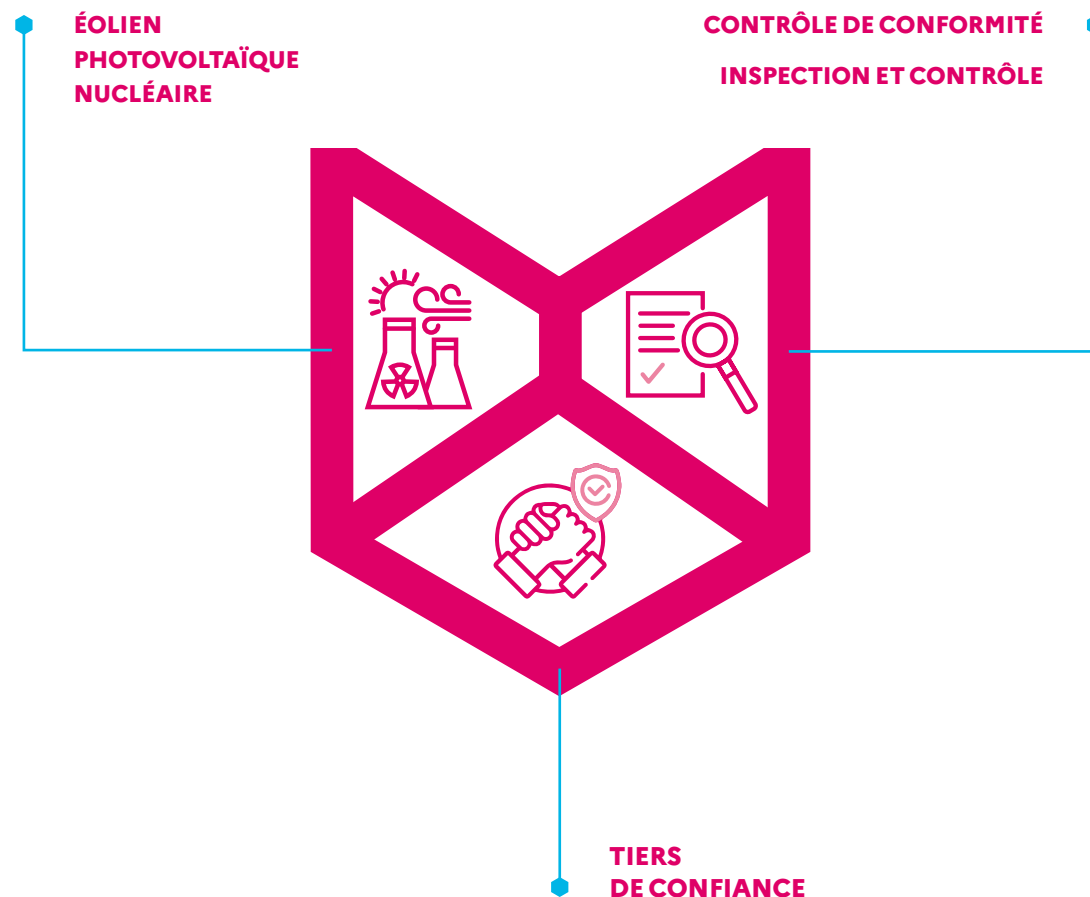 ÉOLIEN
PHOTOVOLTAÏQUE
NUCLÉAIRE
CONTRÔLE DE CONFORMITÉ
INSPECTION ET CONTRÔLE
TIERS
DE CONFIANCE